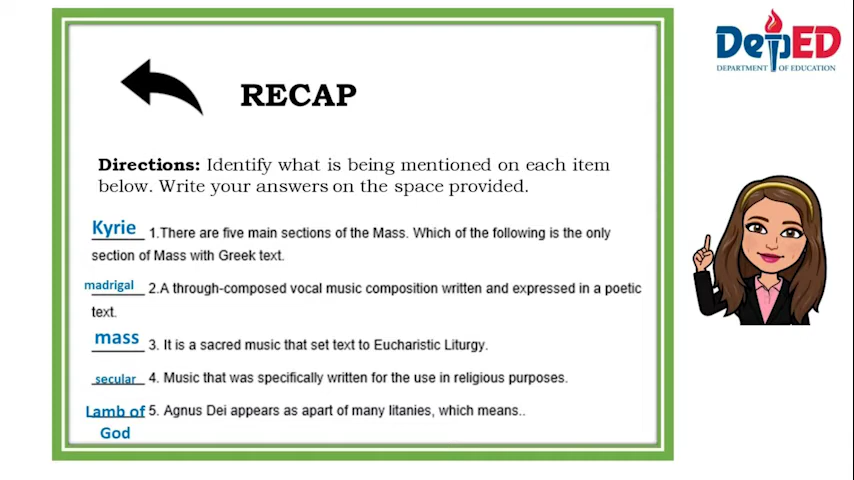 DepED
DEPARTMENT OF EDUCATION
RECAP
Directions: Identify what is being mentioned on each item
below. Write your answers on the space provided.
Kyrie 1.There are five main sections of the Mass. Which of the following is the only
section of Mass with Greek text.
madrigal 2.A through-composed vocal music composition written and expressed in a poetic
text.
mass 3. It is a sacred music that set text to Eucharistic Liturgy.
secular 4. Music that was specifically written for the use in religious purposes.
Lamb of 5. Agnus Dei appears as apart of many litanies, which means..
God